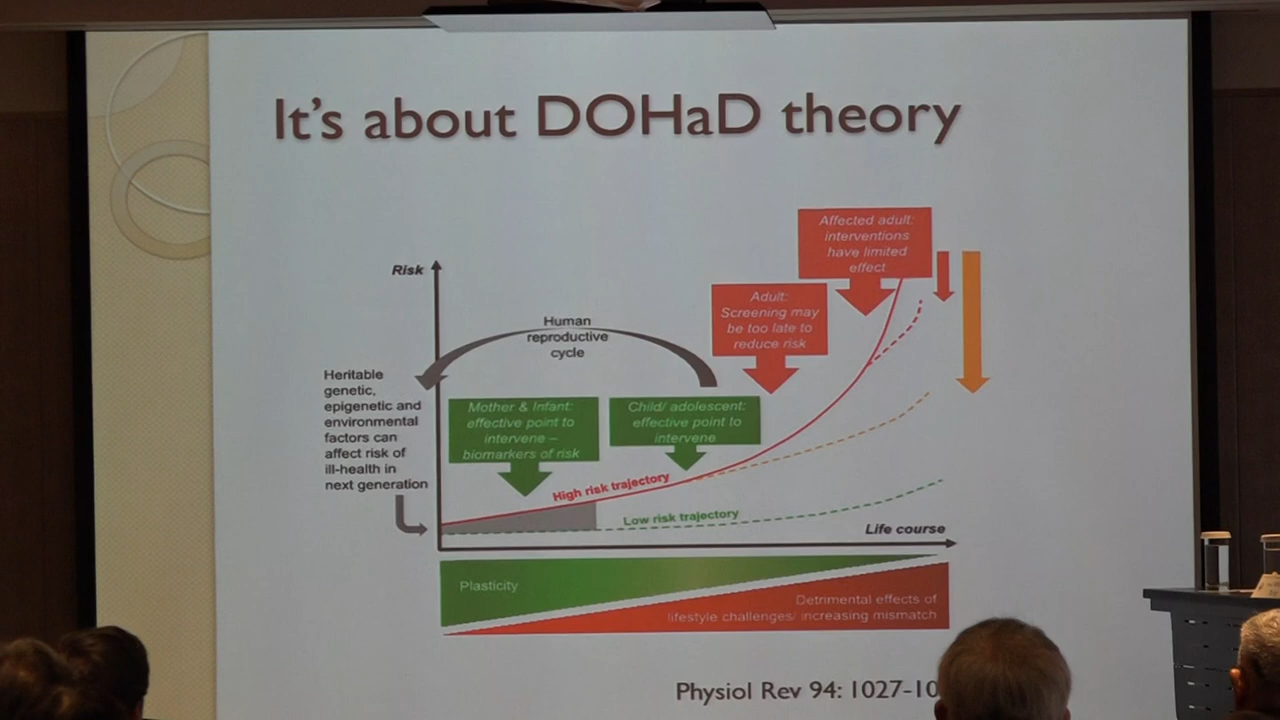 It's about DOHaD theory
Affected adult:
interventions
have limited
effect
Risk
Adult:
Screening may
be too late to
reduce risk
Human
reproductive
cycle
Heritable
genetic,
epigenetic and
environmental
factors can
affect risk of
ill-health in
next generation
Mother & Infant:
effective point to
intervene –
biomarkers of risk
Child/ adolescent:
effective point to
intervene
High risk trajectory
Low risk trajectory
Life course
Plasticity
Detrimental effects of
lifestyle challenges/ increasing mismatch
Physiol Rev 94: 1027-10